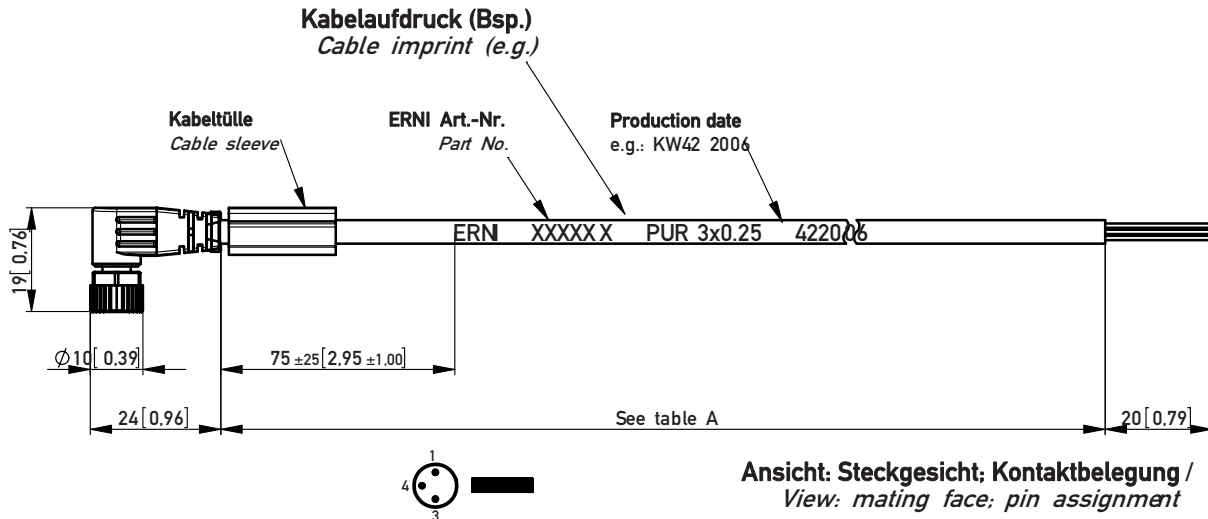 Kabelaufdruck (Bsp.)
Cable imprint (e.g.)
Kabeltülle
Cable sleeve
ERNI Art.-Nr.
Part No.
Production date
e.g.: KW42 2006
ERNI XXXXX X PUR 3x0.25 422006
19[0,76]
∅10[0,39]
75 ±25[2,95 ±1,00]
24[0,96]
See table A
20[0,79]
1
4
3
Ansicht: Steckgesicht; Kontaktbelegung /
View: mating face; pin assignment